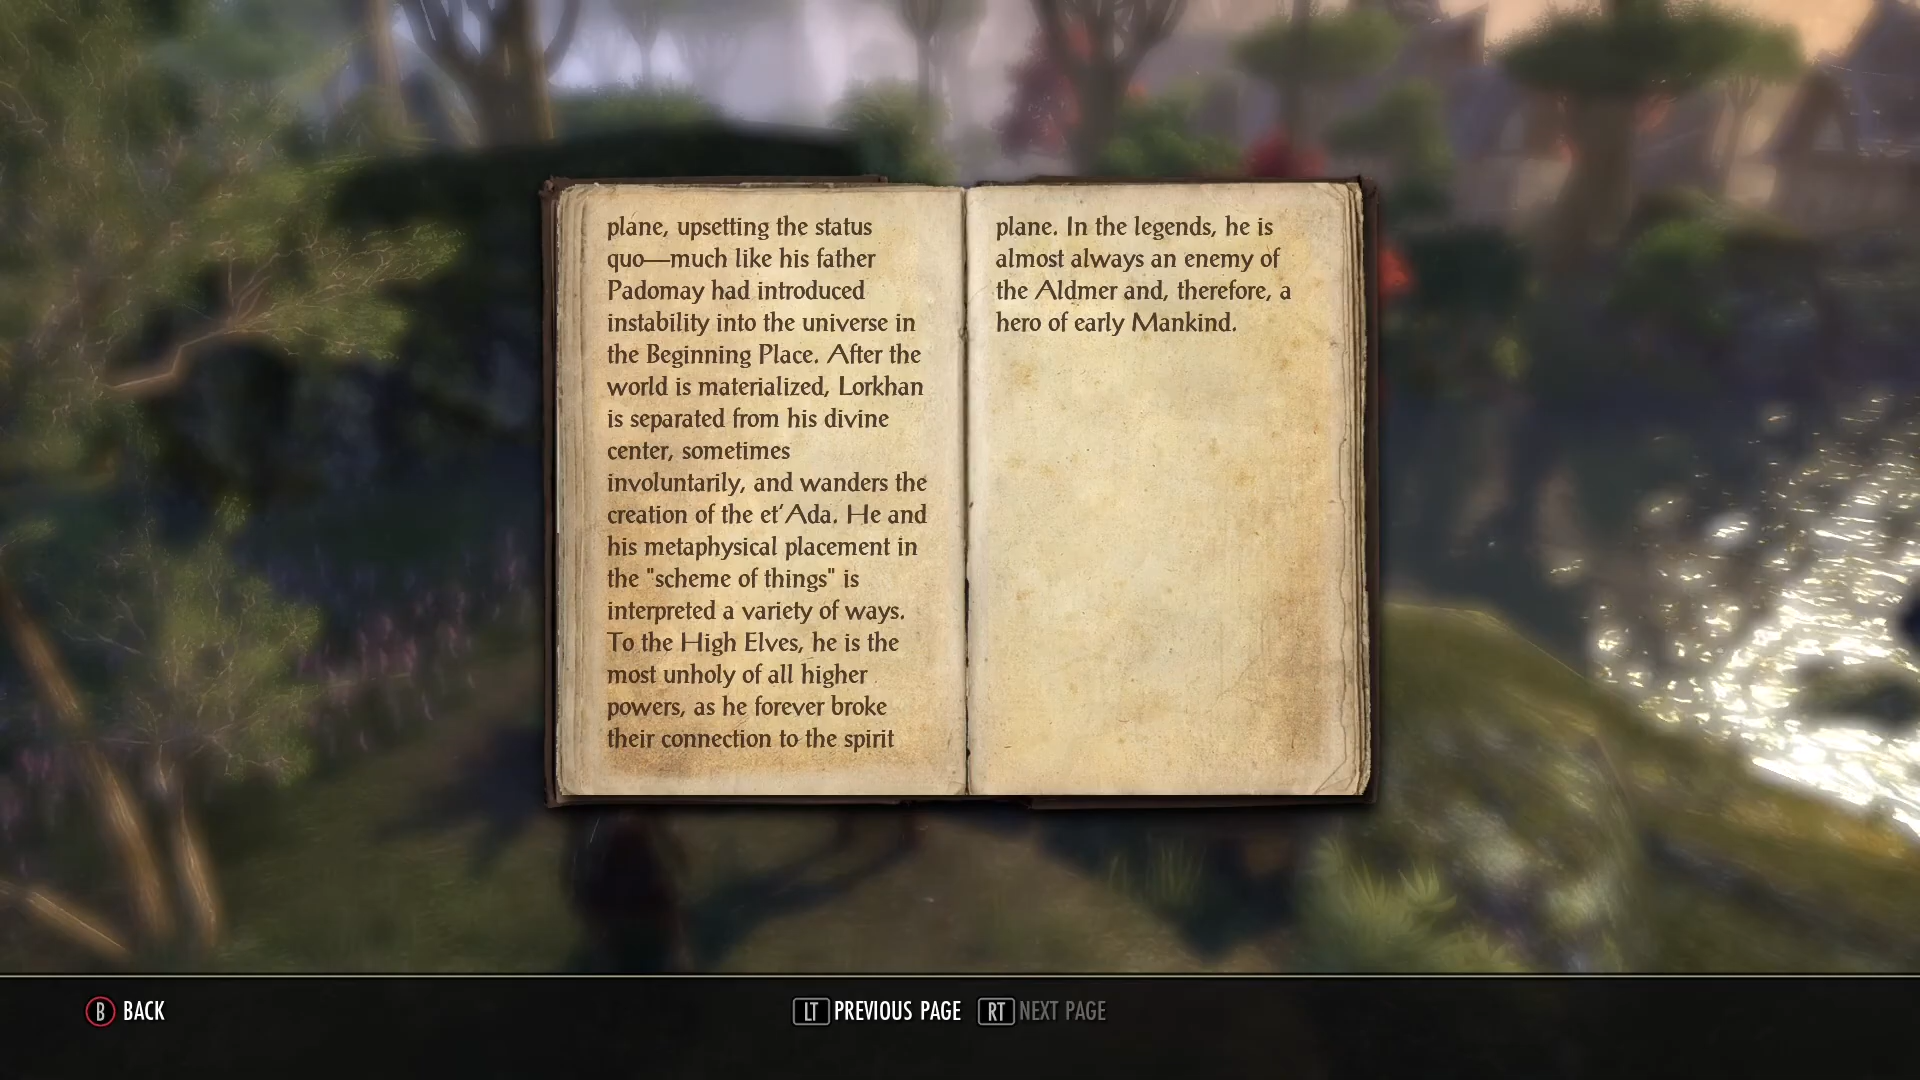 plane, upsetting the status
quo—much like his father
Padomay had introduced
instability into the universe in
the Beginning Place. After the
world is materialized, Lorkhan
is separated from his divine
center, sometimes
involuntarily, and wanders the
creation of the et'Ada. He and
his metaphysical placement in
the "scheme of things" is
interpreted a variety of ways.
To the High Elves, he is the
most unholy of all higher
powers, as he forever broke
their connection to the spirit
plane. In the legends, he is
almost always an enemy of
the Aldmer and, therefore, a
hero of early Mankind.
B BACK
LT PREVIOUS PAGE RT NEXT PAGE